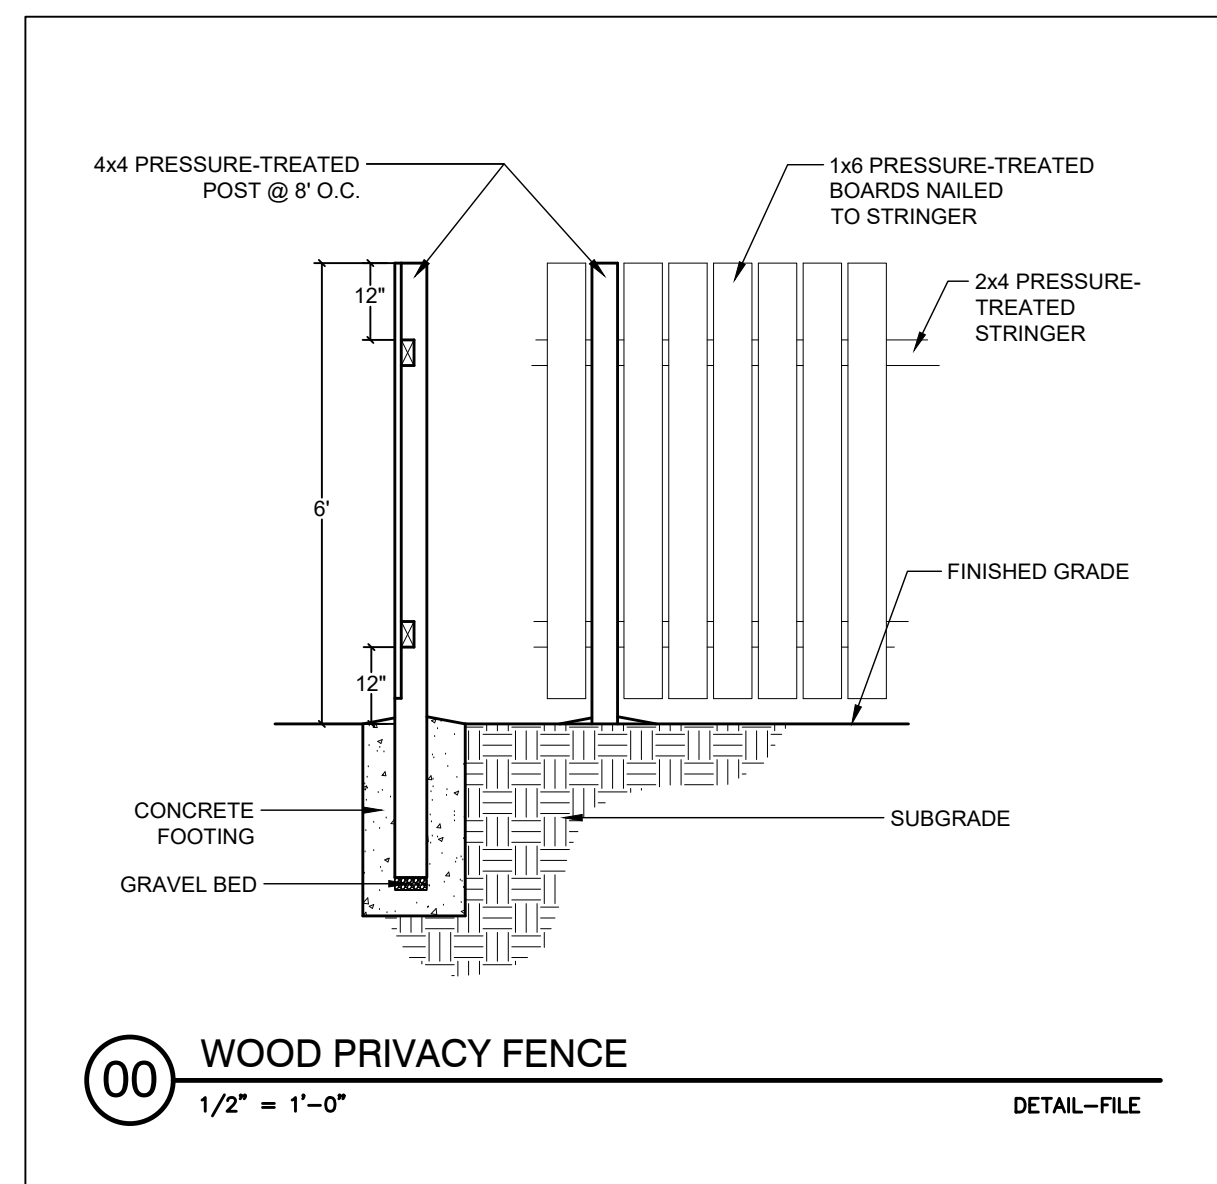 4x4 PRESSURE-TREATED
POST @ 8' O.C.
1x6 PRESSURE-TREATED
BOARDS NAILED
TO STRINGER
12"
2x4 PRESSURE-
TREATED
STRINGER
6'
FINISHED GRADE
12"
CONCRETE
FOOTING
SUBGRADE
GRAVEL BED
00
WOOD PRIVACY FENCE
1/2" = 1'-0"
DETAIL-FILE